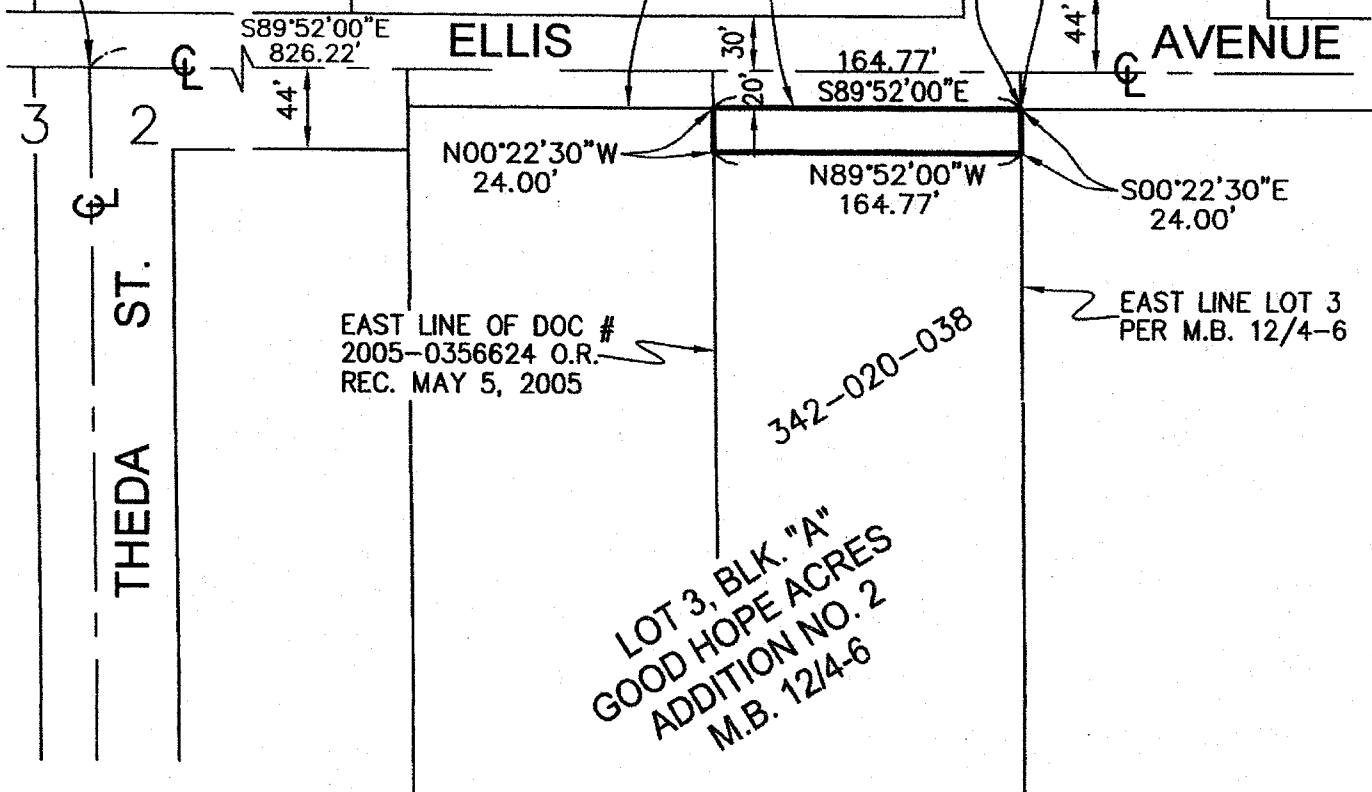 S89°52'00"E
826.22'
ELLIS
AVENUE
30'
44'
164.77'
20'
S89°52'00"E
℄
℄
44'
3
2
N00°22'30"W
24.00'
N89°52'00"W
164.77'
S00°22'30"E
24.00'
℄
THEDA ST.
EAST LINE OF DOC #
2005-0356624 O.R.
REC. MAY 5, 2005
EAST LINE LOT 3
PER M.B. 12/4-6
342-020-038
LOT 3, BLK. "A"
GOOD HOPE ACRES
ADDITION NO. 2
M.B. 12/4-6